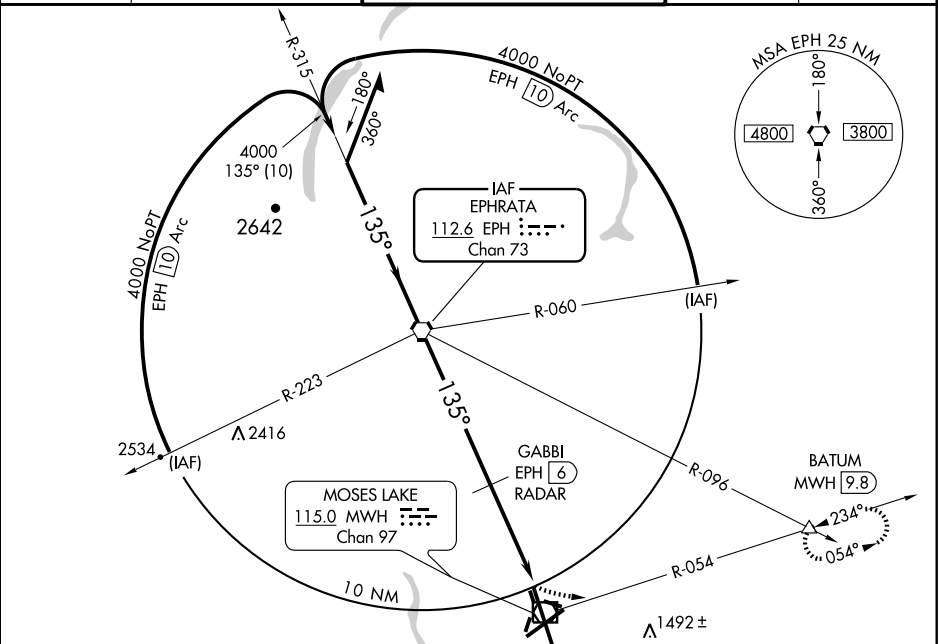 R-315
4000 NoPT
EPH 10 Arc
180°
360°
4000
135° (10)
2642
4000 NoPT
EPH 10 Arc
135°
IAF
EPHRATA
112.6 EPH
Chan 73
MSA EPH 25 NM
180°
4800
3800
360°
R-060
(IAF)
R-223
135°
2416
2534
(IAF)
GABBI
EPH 6
RADAR
R-096
BATUM
MWH 9.8
234°
054°
MOSES LAKE
115.0 MWH
Chan 97
R-054
10 NM
1492 ±